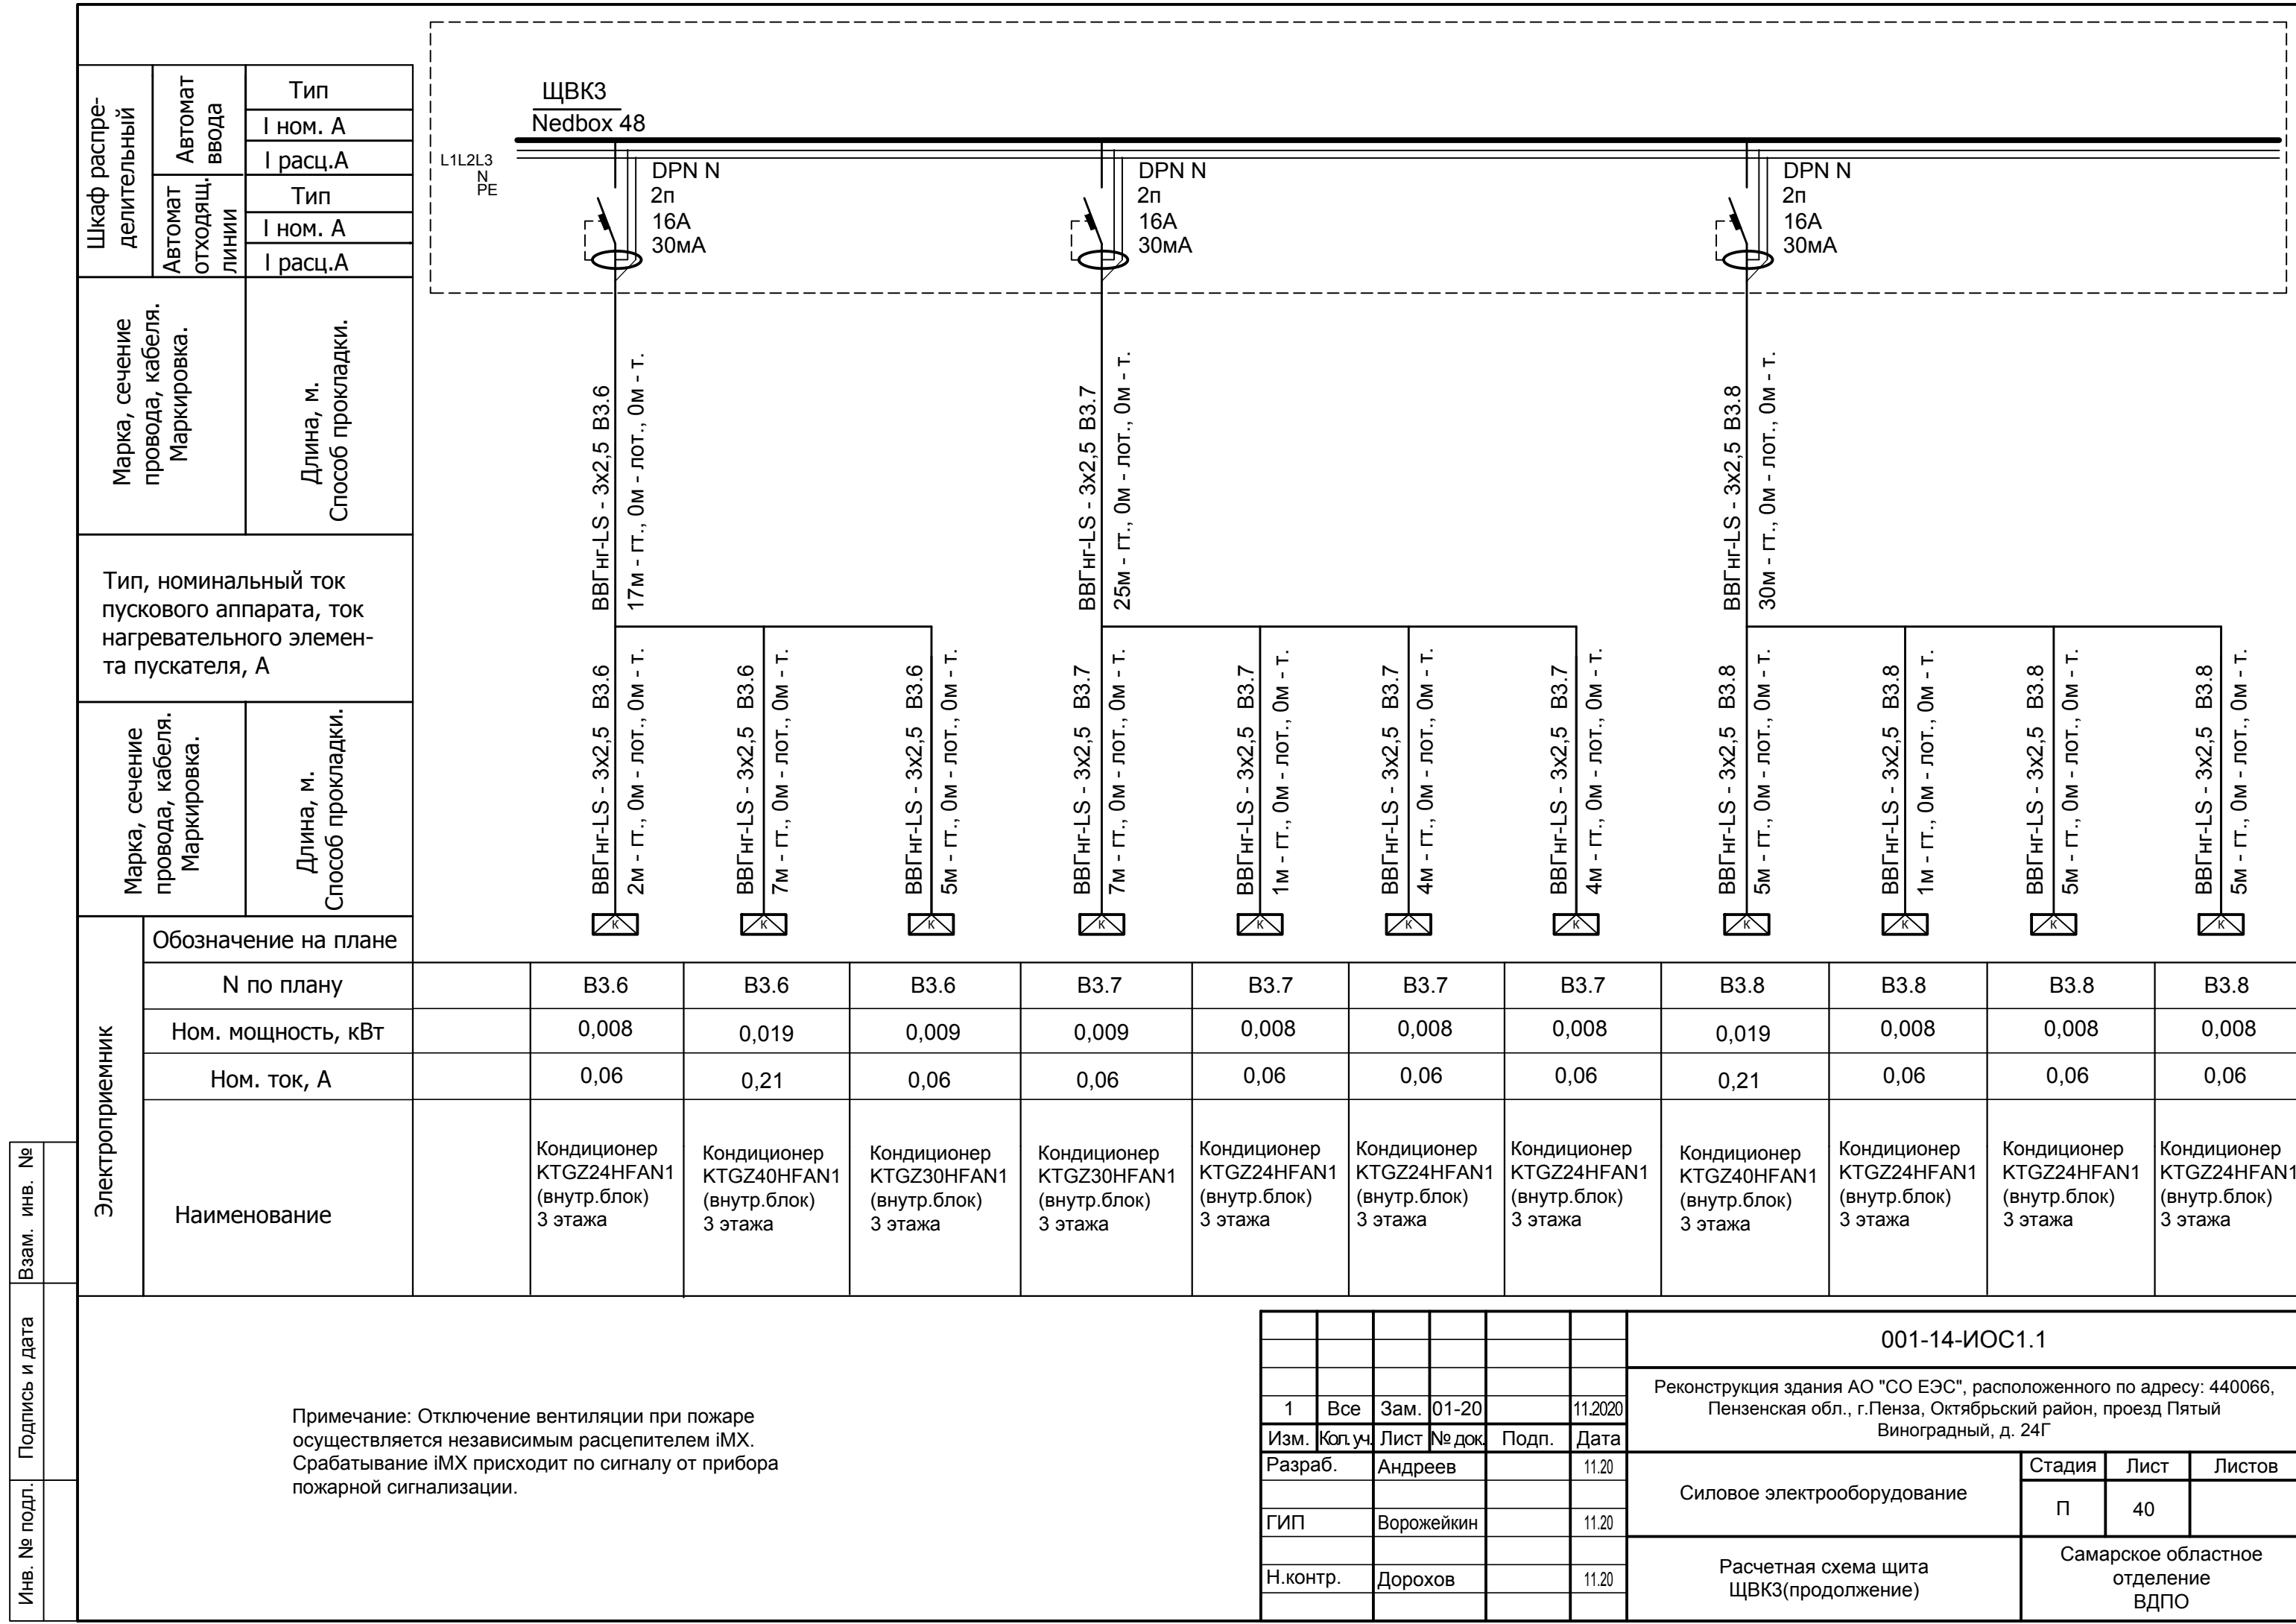 Шкаф распре-
делительный
Автомат
ввода
Тип
I ном. А
I расц.А
Автомат
отходящ.
линии
Тип
I ном. А
I расц.А
ЩВК3
Nedbox 48
L1L2L3
N
PE
DPN N
2п
16А
30мА
DPN N
2п
16А
30мА
DPN N
2п
16А
30мА
Марка, сечение
провода, кабеля.
Маркировка.
Длина, м.
Способ прокладки.
ВВГнг-LS - 3x2,5 В3.6
17м - гт., 0м - лот., 0м - т.
ВВГнг-LS - 3x2,5 В3.7
25м - гт., 0м - лот., 0м - т.
ВВГнг-LS - 3x2,5 В3.8
30м - гт., 0м - лот., 0м - т.
Тип, номинальный ток
пускового аппарата, ток
нагревательного элемен-
та пускателя, А
Марка, сечение
провода, кабеля.
Маркировка.
Длина, м.
Способ прокладки.
ВВГнг-LS - 3x2,5 В3.6
2м - гт., 0м - лот., 0м - т.
ВВГнг-LS - 3x2,5 В3.6
7м - гт., 0м - лот., 0м - т.
ВВГнг-LS - 3x2,5 В3.6
5м - гт., 0м - лот., 0м - т.
ВВГнг-LS - 3x2,5 В3.7
7м - гт., 0м - лот., 0м - т.
ВВГнг-LS - 3x2,5 В3.7
1м - гт., 0м - лот., 0м - т.
ВВГнг-LS - 3x2,5 В3.7
4м - гт., 0м - лот., 0м - т.
ВВГнг-LS - 3x2,5 В3.7
4м - гт., 0м - лот., 0м - т.
ВВГнг-LS - 3x2,5 В3.8
5м - гт., 0м - лот., 0м - т.
ВВГнг-LS - 3x2,5 В3.8
1м - гт., 0м - лот., 0м - т.
ВВГнг-LS - 3x2,5 В3.8
5м - гт., 0м - лот., 0м - т.
ВВГнг-LS - 3x2,5 В3.8
5м - гт., 0м - лот., 0м - т.
Электроприемник
Обозначение на плане
К К К К К К К К К К К
N по плану
В3.6 В3.6 В3.6 В3.7 В3.7 В3.7 В3.7 В3.8 В3.8 В3.8 В3.8
Ном. мощность, кВт
0,008 0,019 0,009 0,009 0,008 0,008 0,008 0,019 0,008 0,008 0,008
Ном. ток, А
0,06 0,21 0,06 0,06 0,06 0,06 0,06 0,21 0,06 0,06 0,06
Наименование
Кондиционер
KTGZ24HFAN1
(внутр.блок)
3 этажа
Кондиционер
KTGZ40HFAN1
(внутр.блок)
3 этажа
Кондиционер
KTGZ30HFAN1
(внутр.блок)
3 этажа
Кондиционер
KTGZ30HFAN1
(внутр.блок)
3 этажа
Кондиционер
KTGZ24HFAN1
(внутр.блок)
3 этажа
Кондиционер
KTGZ24HFAN1
(внутр.блок)
3 этажа
Кондиционер
KTGZ24HFAN1
(внутр.блок)
3 этажа
Кондиционер
KTGZ40HFAN1
(внутр.блок)
3 этажа
Кондиционер
KTGZ24HFAN1
(внутр.блок)
3 этажа
Кондиционер
KTGZ24HFAN1
(внутр.блок)
3 этажа
Кондиционер
KTGZ24HFAN1
(внутр.блок)
3 этажа
Взам. инв. №
Подпись и дата
Инв. № подл.
Примечание: Отключение вентиляции при пожаре
осуществляется независимым расцепителем iMX.
Срабатывание iMX присходит по сигналу от прибора
пожарной сигнализации.
001-14-ИОС1.1
Реконструкция здания АО "СО ЕЭС", расположенного по адресу: 440066,
Пензенская обл., г.Пенза, Октябрьский район, проезд Пятый
Виноградный, д. 24Г
1 Все Зам. 01-20 11.2020
Изм. Кол.уч. Лист № док. Подп. Дата
Разраб. Андреев 11.20
ГИП Ворожейкин 11.20
Н.контр. Дорохов 11.20
Силовое электрооборудование
Стадия Лист Листов
П 40
Расчетная схема щита
ЩВК3(продолжение)
Самарское областное
отделение
ВДПО